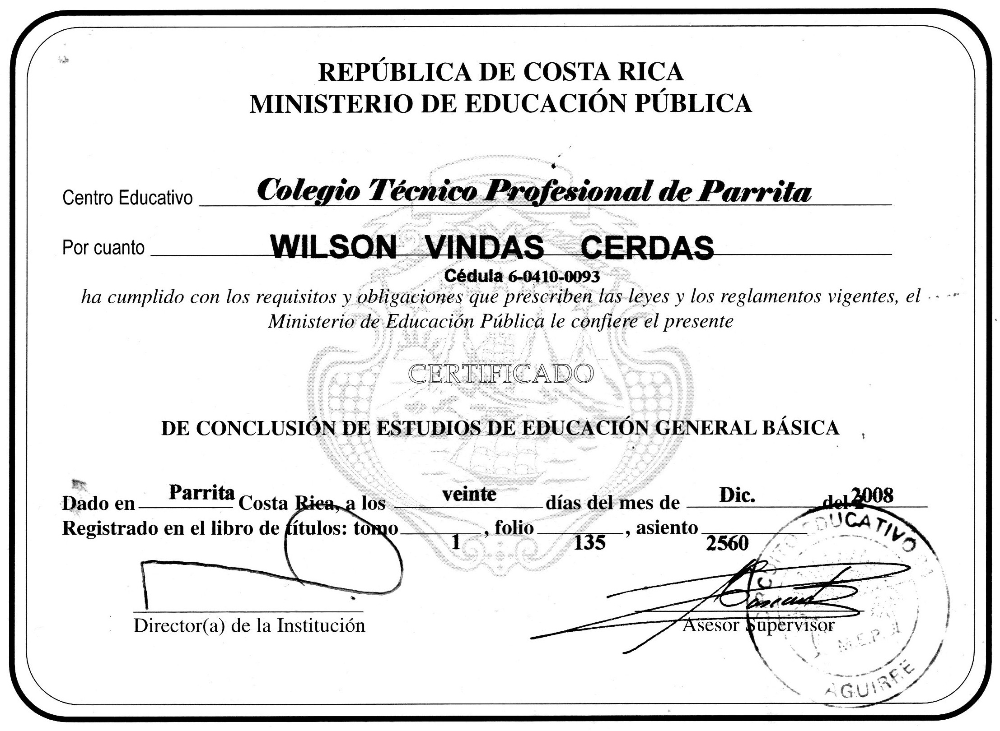 REPÚBLICA DE COSTA RICA
MINISTERIO DE EDUCACIÓN PÚBLICA
Centro Educativo Colegio Técnico Profesional de Parrita
Por cuanto WILSON VINDAS CERDAS
Cédula 6-0410-0093
ha cumplido con los requisitos y obligaciones que prescriben las leyes y los reglamentos vigentes, el
Ministerio de Educación Pública le confiere el presente
CERTIFICADO
DE CONCLUSIÓN DE ESTUDIOS DE EDUCACIÓN GENERAL BÁSICA
Dado en Parrita Costa Rica, a los veinte días del mes de Dic. del 2008
Registrado en el libro de títulos: tomo 1, folio 135, asiento 2560
Director(a) de la Institución
Asesor Supervisor
EDUCATIVO
M.E.P.
AGUIRRE